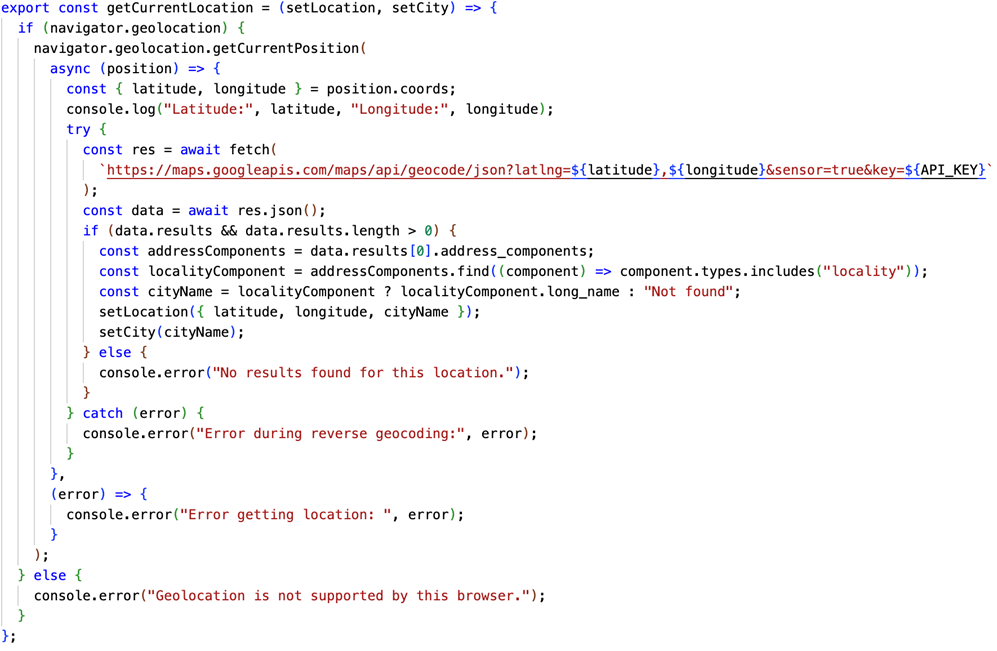 export const getCurrentLocation = (setLocation, setCity) => {
if (navigator.geolocation) {
navigator.geolocation.getCurrentPosition(
async (position) => {
const { latitude, longitude } = position.coords;
console.log("Latitude:", latitude, "Longitude:", longitude);
try {
const res = await fetch(
`https://maps.googleapis.com/maps/api/geocode/json?latlng=${latitude},${longitude}&sensor=true&key=${API_KEY}`
);
const data = await res.json();
if (data.results && data.results.length > 0) {
const addressComponents = data.results[0].address_components;
const localityComponent = addressComponents.find((component) => component.types.includes("locality"));
const cityName = localityComponent ? localityComponent.long_name : "Not found";
setLocation({ latitude, longitude, cityName });
setCity(cityName);
} else {
console.error("No results found for this location.");
}
} catch (error) {
console.error("Error during reverse geocoding:", error);
}
},
(error) => {
console.error("Error getting location: ", error);
}
);
} else {
console.error("Geolocation is not supported by this browser.");
}
};